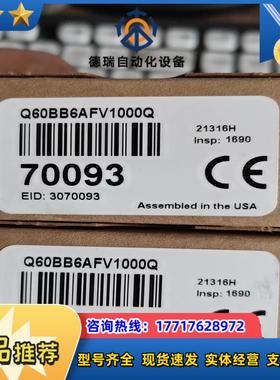 德瑞自动化设备
Q60BB6AFV1000Q
70093
EID: 3070093
21316H
Insp: 1690
CE
Assembled in the USA
Q60BB6AFV1000Q
21316H
Insp: 1690
咨询热线：17717628972
品推荐
型号齐全 现货速发 实体经营 支